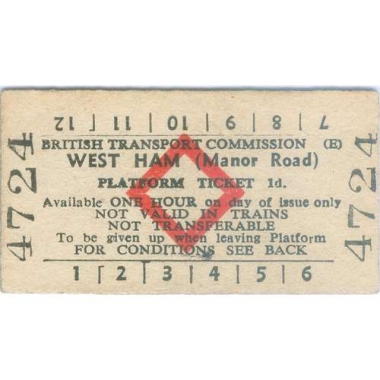 12 | 11 | 10 | 9 | 8 | 7
BRITISH TRANSPORT COMMISSION (E)
WEST HAM (Manor Road)
PLATFORM TICKET 1d.
Available ONE HOUR on day of issue only
NOT VALID IN TRAINS
NOT TRANSFERABLE
To be given up when leaving Platform
FOR CONDITIONS SEE BACK
1 | 2 | 3 | 4 | 5 | 6
4724
4724